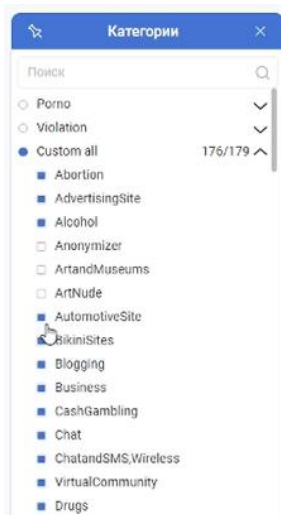 Категории
Поиск
Porno
Violation
Custom all 176/179
Abortion
AdvertisingSite
Alcohol
Anonymizer
ArtandMuseums
ArtNude
AutomotiveSite
BikiniSites
Blogging
Business
CashGambling
Chat
ChatandSMS,Wireless
VirtualCommunity
Drugs